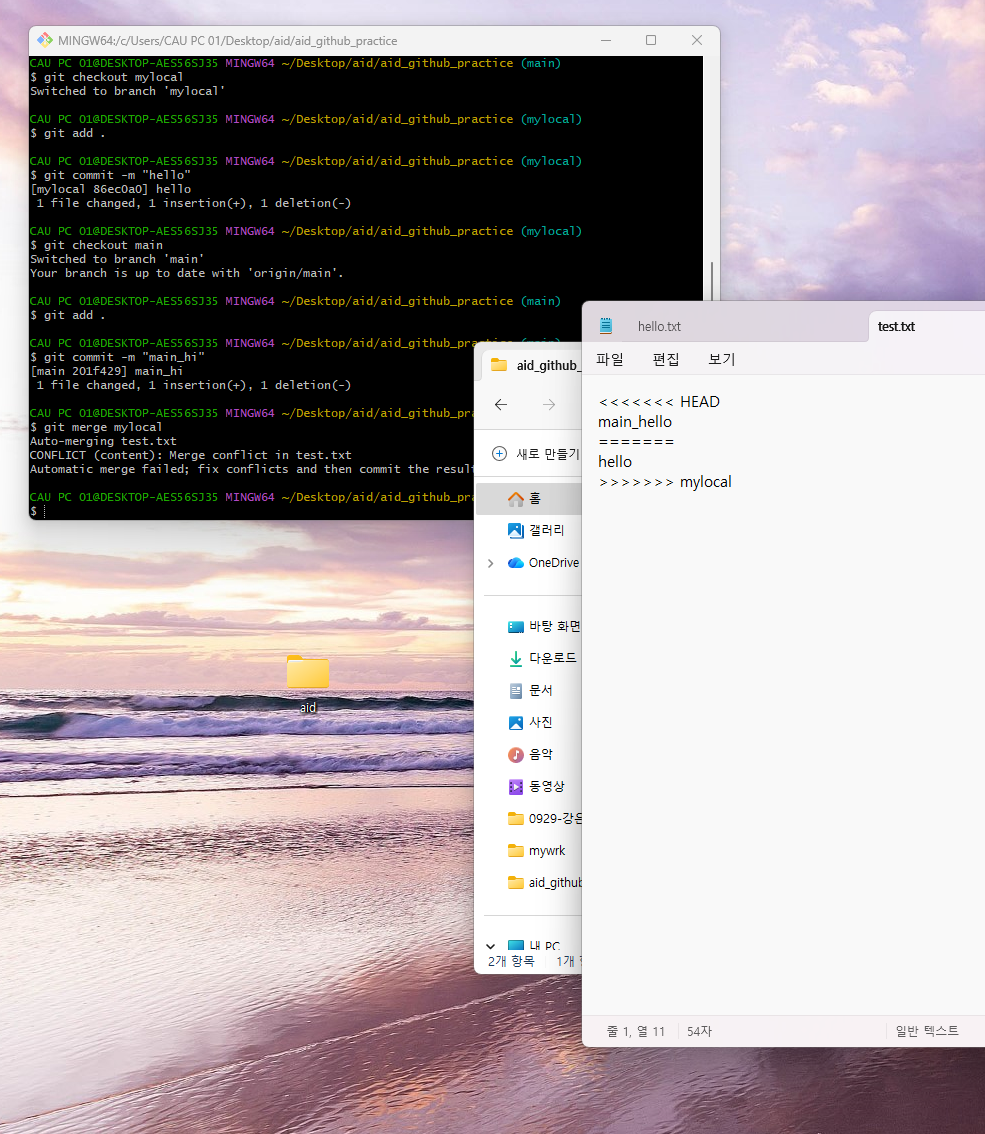 MINGW64:/c/Users/CAU PC 01/Desktop/aid/aid_github_practice
CAU PC 01@DESKTOP-AES56SJ35 MINGW64 ~/Desktop/aid/aid_github_practice (main)
$ git checkout mylocal
Switched to branch 'mylocal'
CAU PC 01@DESKTOP-AES56SJ35 MINGW64 ~/Desktop/aid/aid_github_practice (mylocal)
$ git add .
CAU PC 01@DESKTOP-AES56SJ35 MINGW64 ~/Desktop/aid/aid_github_practice (mylocal)
$ git commit -m "hello"
[mylocal 86ec0a0] hello
1 file changed, 1 insertion(+), 1 deletion(-)
CAU PC 01@DESKTOP-AES56SJ35 MINGW64 ~/Desktop/aid/aid_github_practice (mylocal)
$ git checkout main
Switched to branch 'main'
Your branch is up to date with 'origin/main'.
CAU PC 01@DESKTOP-AES56SJ35 MINGW64 ~/Desktop/aid/aid_github_practice (main)
$ git add .
CAU PC 01@DESKTOP-AES56SJ35 MINGW64 ~/Desktop/aid/aid_github_practice
$ git commit -m "main_hi"
[main 201f429] main_hi
1 file changed, 1 insertion(+), 1 deletion(-)
CAU PC 01@DESKTOP-AES56SJ35 MINGW64 ~/Desktop/aid/aid_github_pra
$ git merge mylocal
Auto-merging test.txt
CONFLICT (content): Merge conflict in test.txt
Automatic merge failed; fix conflicts and then commit the resul
CAU PC 01@DESKTOP-AES56SJ35 MINGW64 ~/Desktop/aid/aid_github_pra
$
aid
aid_github_
새로 만들기
홈
갤러리
OneDrive
바탕 화면
다운로드
문서
사진
음악
동영상
0929-강은
mywrk
aid_github
내 PC
2개 항목 1개
hello.txt
test.txt
파일 편집 보기
<<<<<<< HEAD
main_hello
=======
hello
>>>>>>> mylocal
줄 1, 열 11
54자
일반 텍스트